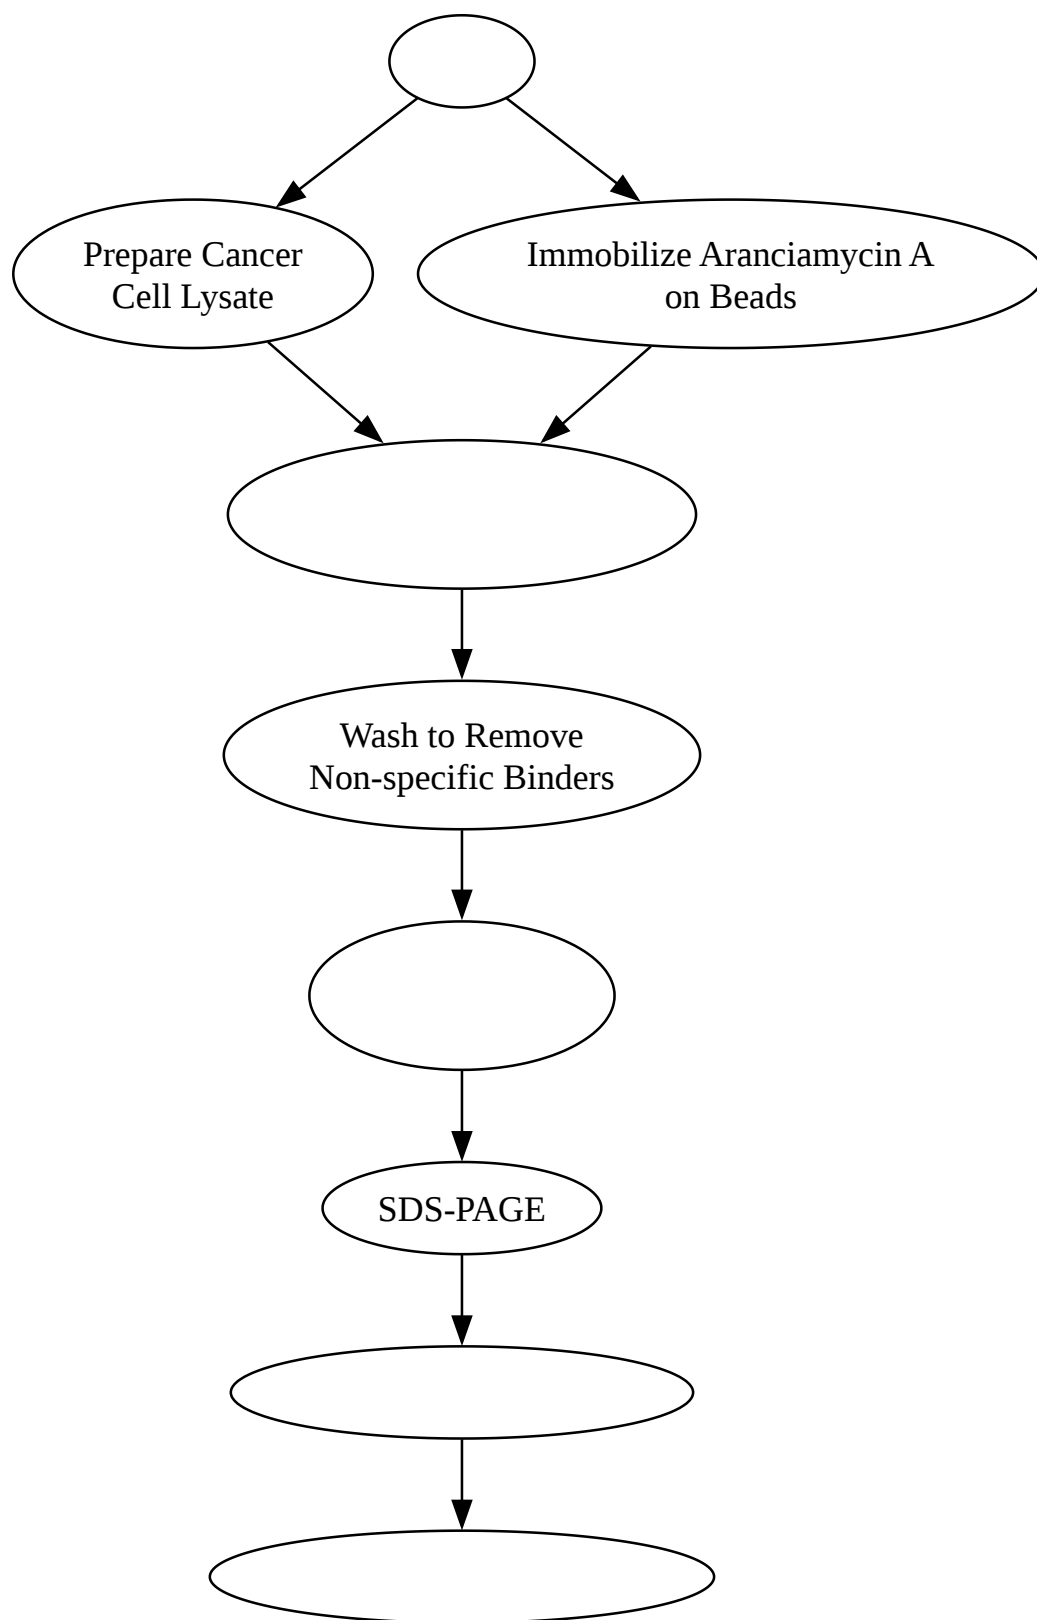 Prepare Cancer
Cell Lysate
Immobilize Aranciamycin A
on Beads
Wash to Remove
Non-specific Binders
SDS-PAGE